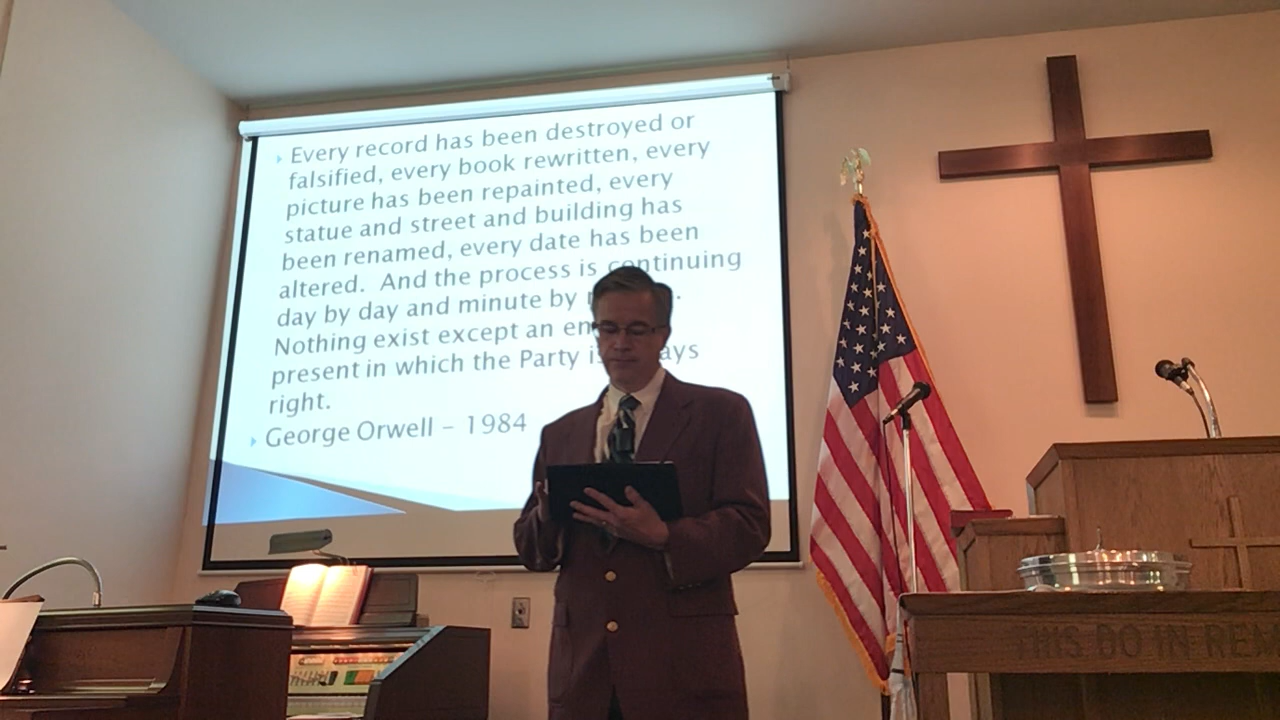 Every record has been destroyed or
falsified, every book rewritten, every
picture has been repainted, every
statue and street and building has
been renamed, every date has been
altered. And the process is continuing
day by day and minute by
Nothing exist except an
present in which the Party
right.
George Orwell – 1984
THIS DO IN